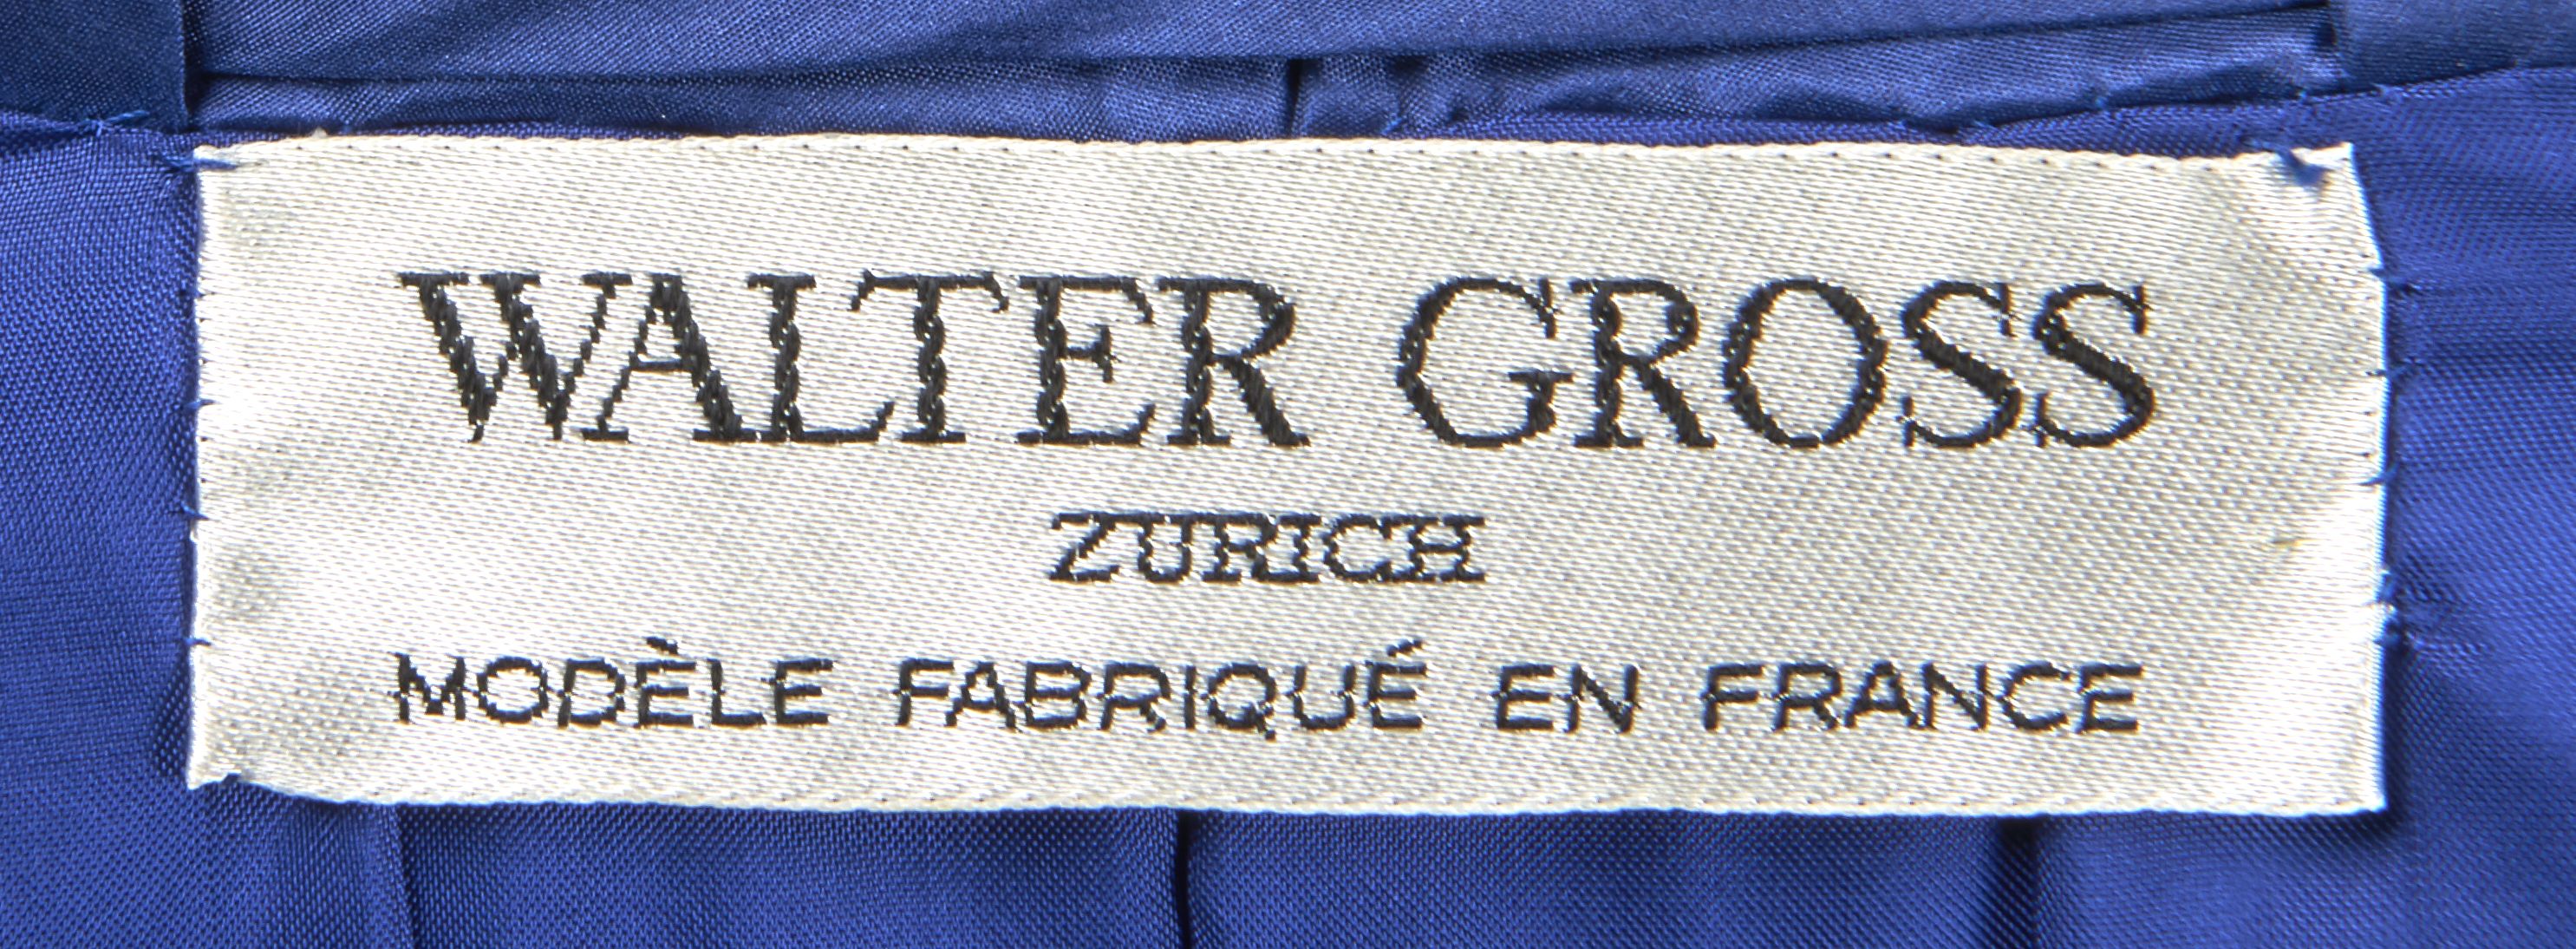 WALTER GROSS
ZURICH
MODÈLE FABRIQUÉ EN FRANCE